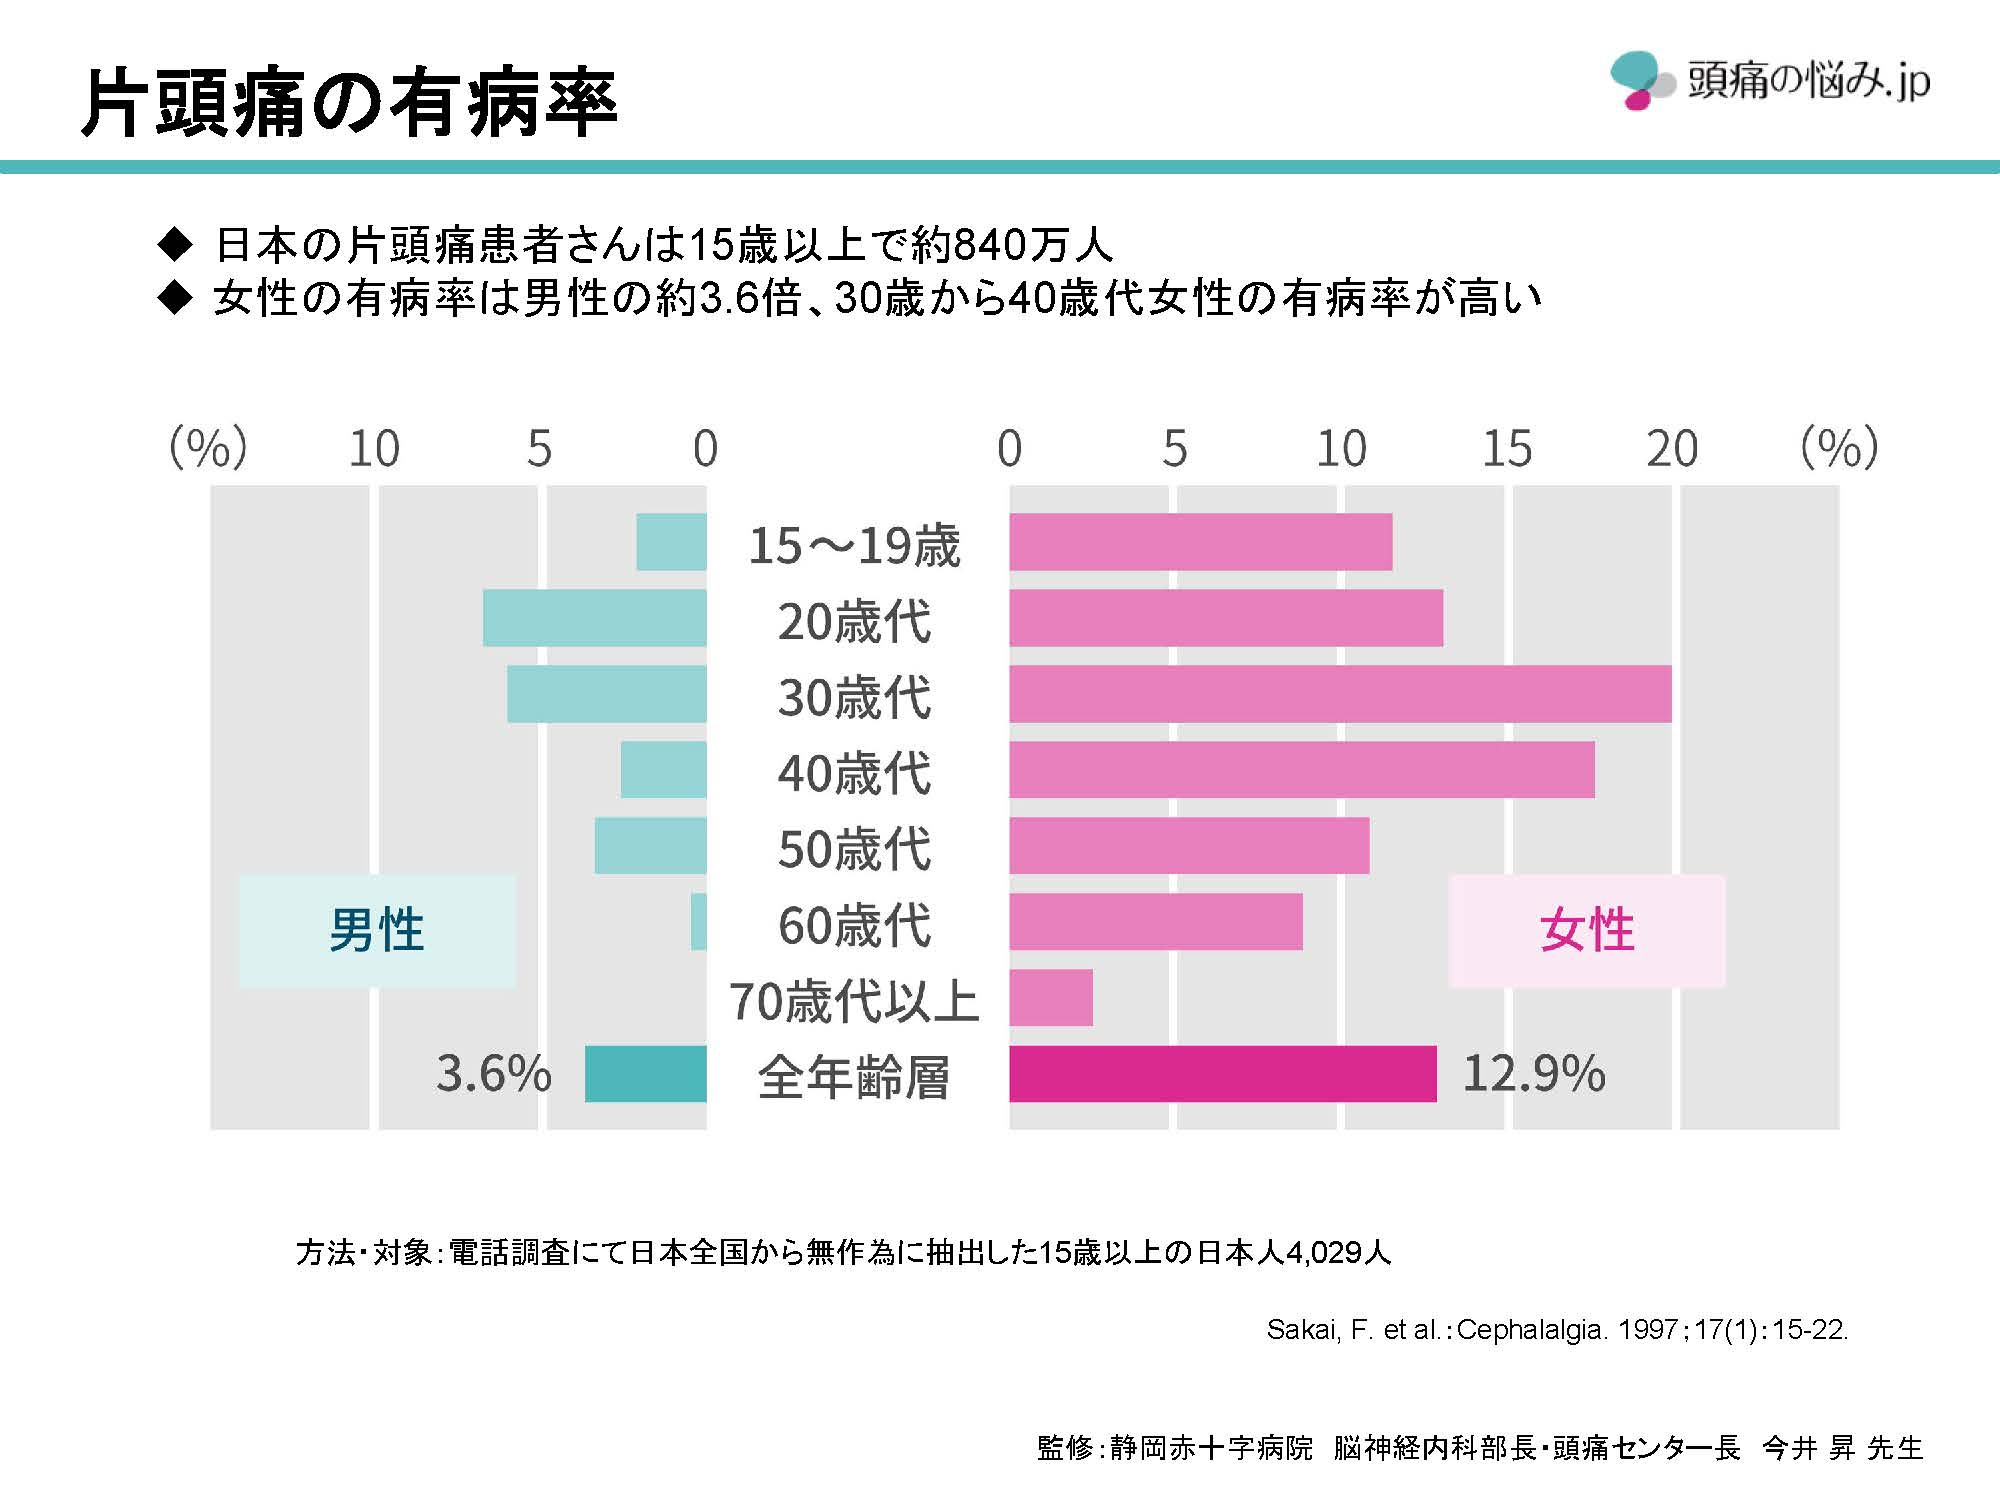 片頭痛の有病率
頭痛の悩み.jp
◆ 日本の片頭痛患者さんは15歳以上で約840万人
◆ 女性の有病率は男性の約3.6倍、30歳から40歳代女性の有病率が高い
(%) 10 5 0 0 5 10 15 20 (%)
15～19歳
20歳代
30歳代
40歳代
50歳代
男性 60歳代 女性
70歳代以上
3.6% 全年齢層 12.9%
方法・対象：電話調査にて日本全国から無作為に抽出した15歳以上の日本人4,029人
Sakai, F. et al.：Cephalalgia. 1997；17(1)：15-22.
監修：静岡赤十字病院　脳神経内科部長・頭痛センター長　今井 昇 先生